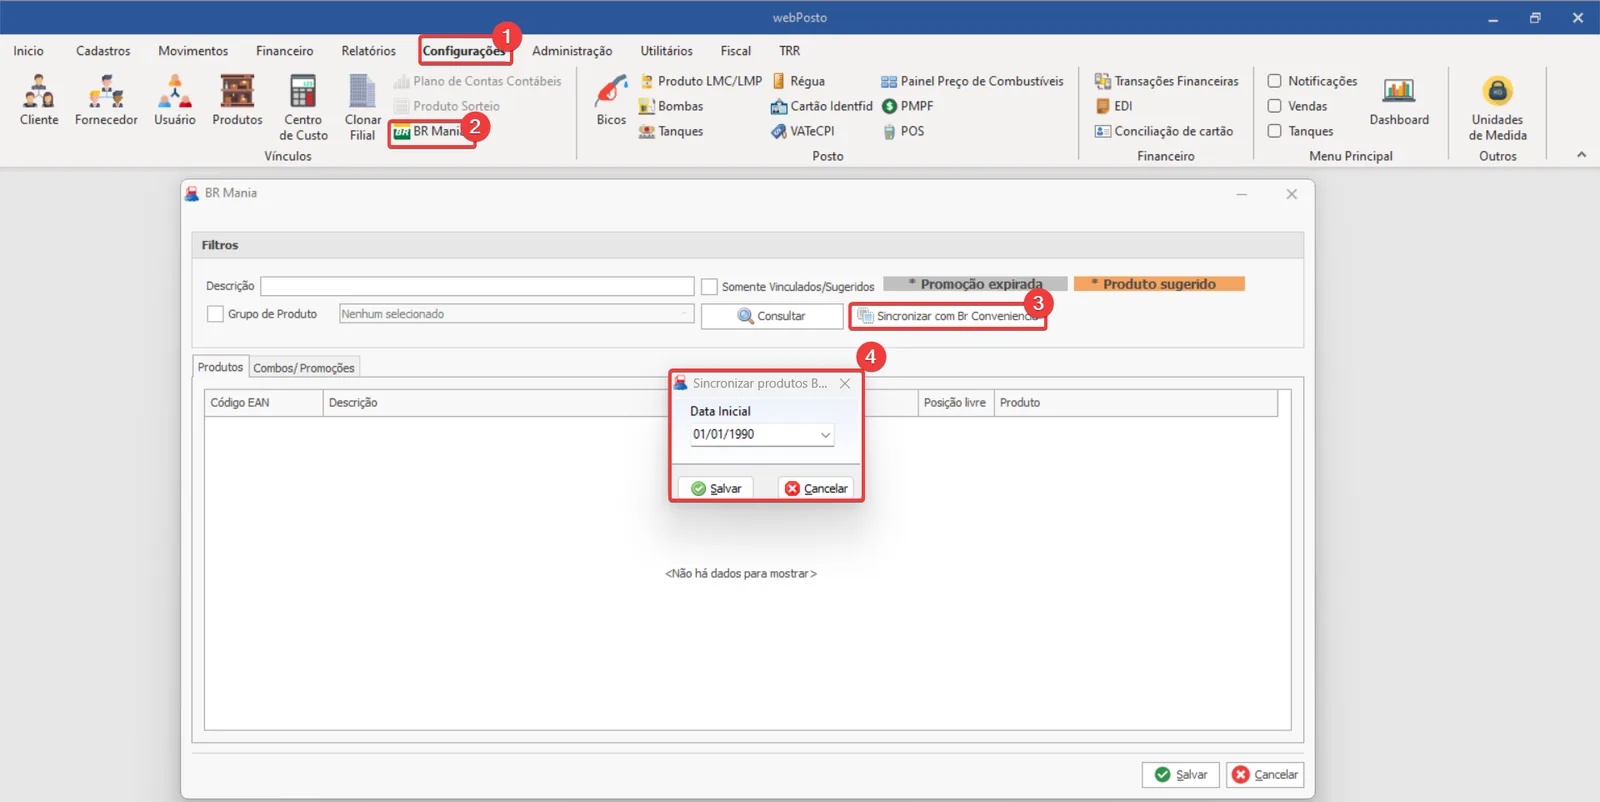 webPosto
Inicio Cadastros Movimentos Financeiro Relatórios Configurações 1 Administração Utilitários Fiscal TRR
Cliente
Fornecedor
Usuário
Produtos
Centro
de Custo
Clonar
Filial
Plano de Contas Contábeis
Produto Sorteio
BR BR Mania 2
Vínculos
Bicos
Produto LMC/LMP
Bombas
Tanques
Régua
Cartão Identfid
VATeCPI
Painel Preço de Combustíveis
PMPF
POS
Posto
Transações Financeiras
EDI
Conciliação de cartão
Financeiro
Notificações
Vendas
Tanques
Dashboard
Menu Principal
Unidades
de Medida
Outros
BR Mania
Filtros
Descrição Somente Vinculados/Sugeridos * Promoção expirada * Produto sugerido
Grupo de Produto Nenhum selecionado Consultar Sincronizar com Br Conveniencia 3
Produtos Combos/Promoções
Código EAN Descrição Posição livre Produto
4
Sincronizar produtos B...
Data Inicial
01/01/1990
Salvar Cancelar
<Não há dados para mostrar>
Salvar Cancelar